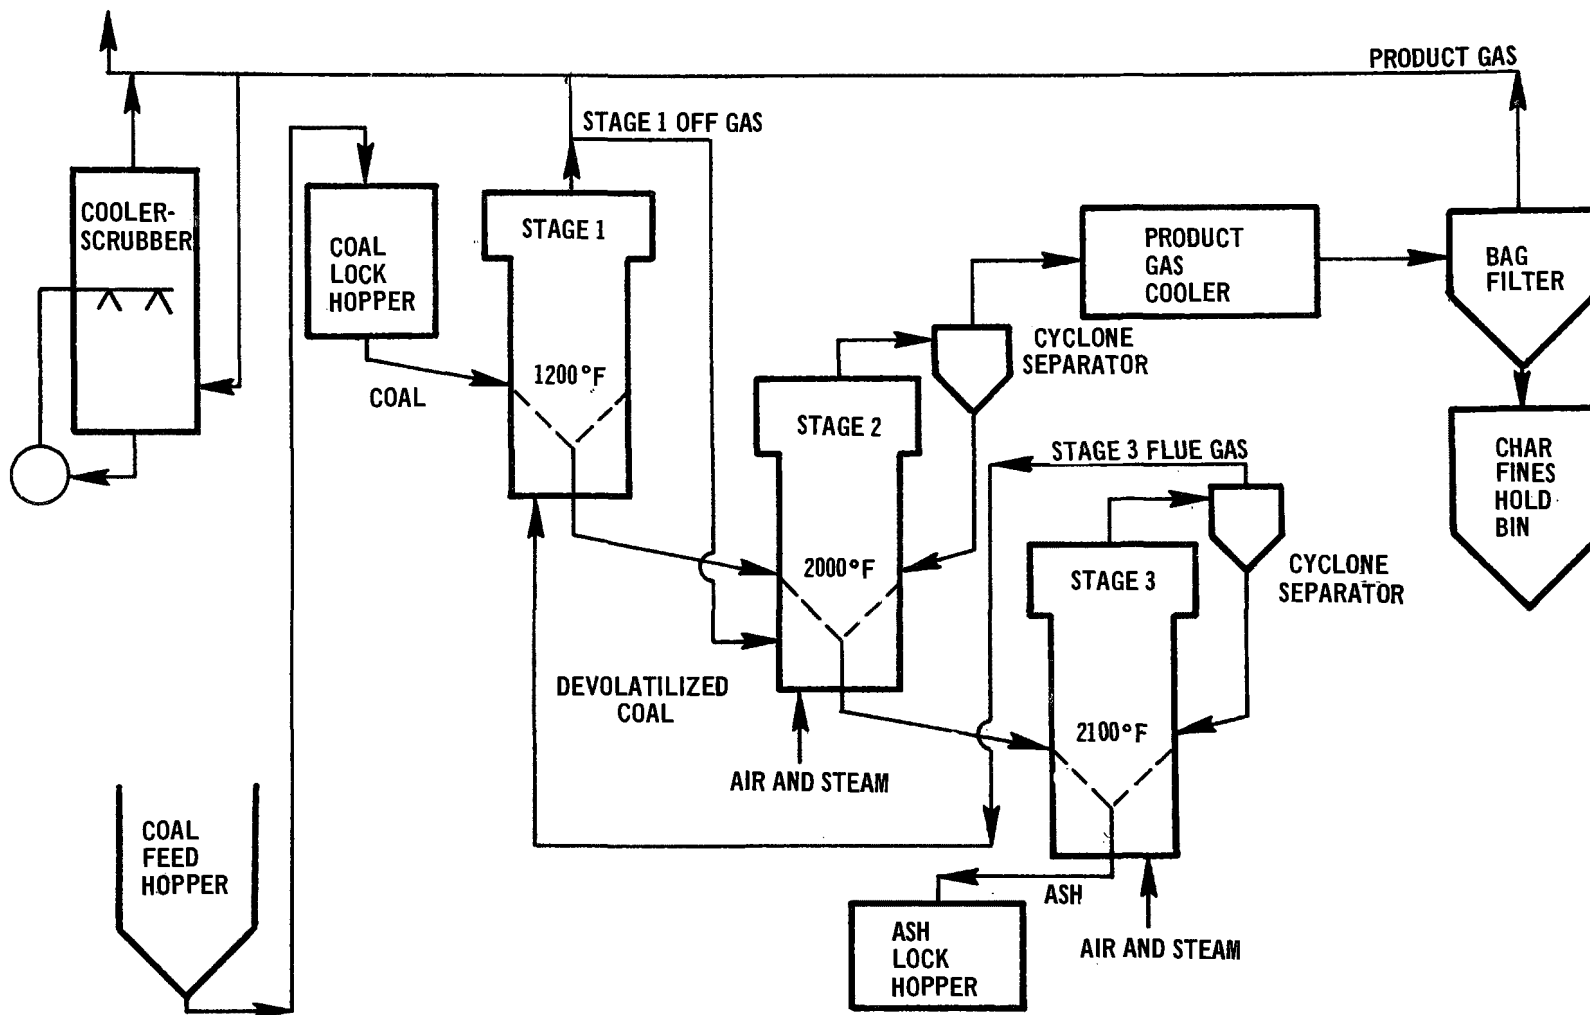 PRODUCT GAS
STAGE 1 OFF GAS
COOLER-
SCRUBBER
COAL
LOCK
HOPPER
STAGE 1
PRODUCT
GAS
COOLER
BAG
FILTER
CYCLONE
SEPARATOR
1200°F
COAL
STAGE 2
STAGE 3 FLUE GAS
CHAR
FINES
HOLD
BIN
2000°F
STAGE 3
CYCLONE
SEPARATOR
DEVOLATILIZED
COAL
2100°F
AIR AND STEAM
COAL
FEED
HOPPER
ASH
ASH
LOCK
HOPPER
AIR AND STEAM